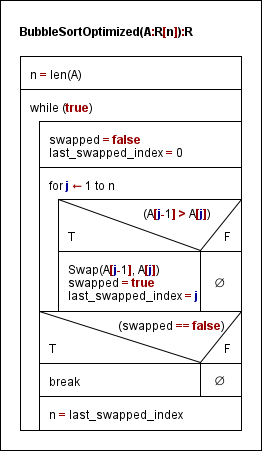 BubbleSortOptimized(A:R[n]):R
n = len(A)
while (true)
swapped = false
last_swapped_index = 0
for j ← 1 to n
(A[j-1] > A[j])
T F
Swap(A[j-1], A[j])
swapped = true
last_swapped_index = j
∅
(swapped == false)
T F
break ∅
n = last_swapped_index